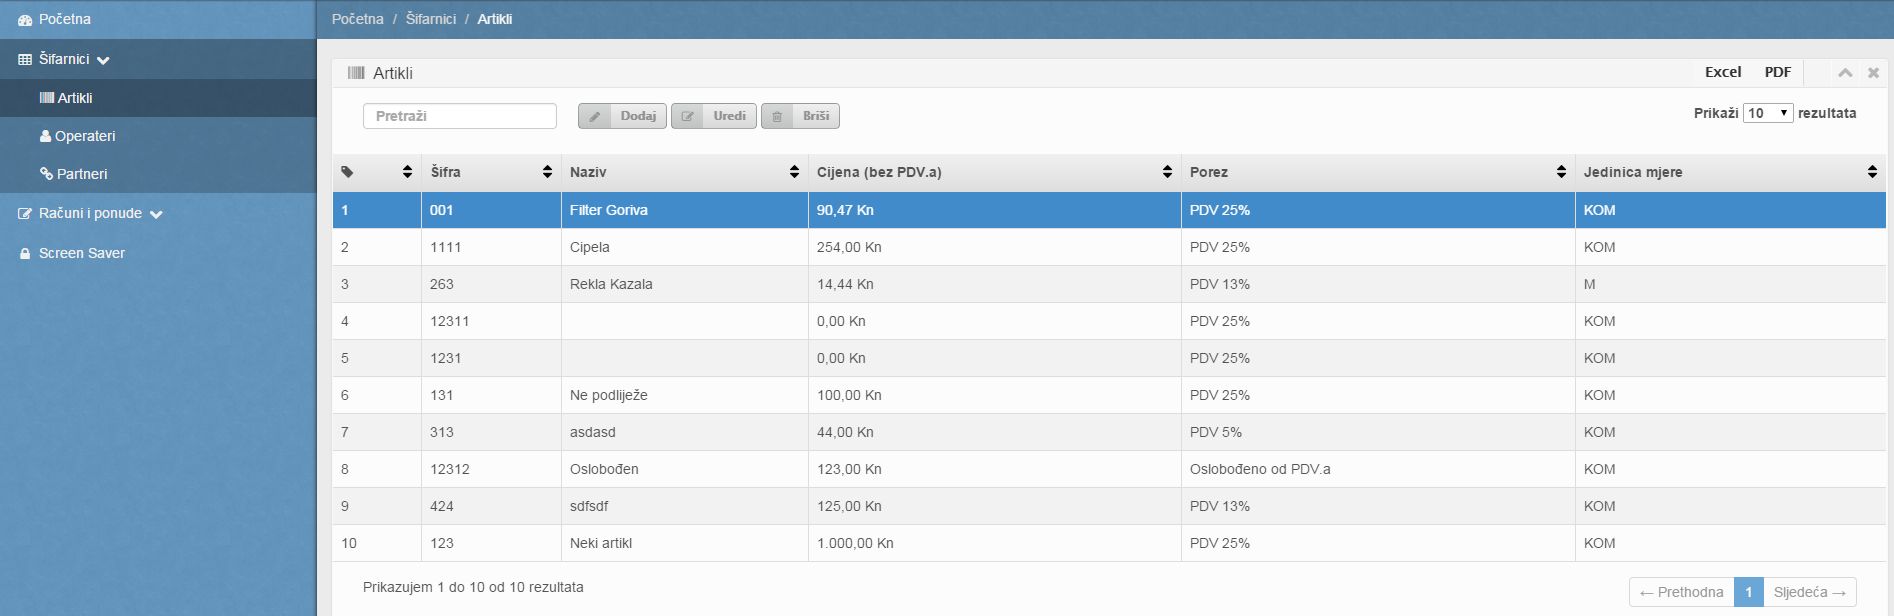 Početna
Šifarnici
Artikli
Operateri
Partneri
Računi i ponude
Screen Saver
Početna / Šifarnici / Artikli
Artikli Excel PDF
Pretraži Dodaj Uredi Briši Prikaži 10 rezultata
Šifra Naziv Cijena (bez PDV.a) Porez Jedinica mjere
1 001 Filter Goriva 90,47 Kn PDV 25% KOM
2 1111 Cipela 254,00 Kn PDV 25% KOM
3 263 Rekla Kazala 14,44 Kn PDV 13% M
4 12311 0,00 Kn PDV 25% KOM
5 1231 0,00 Kn PDV 25% KOM
6 131 Ne podliježe 100,00 Kn PDV 25% KOM
7 313 asdasd 44,00 Kn PDV 5% KOM
8 12312 Oslobođen 123,00 Kn Oslobođeno od PDV.a KOM
9 424 sdfsdf 125,00 Kn PDV 13% KOM
10 123 Neki artikl 1.000,00 Kn PDV 25% KOM
Prikazujem 1 do 10 od 10 rezultata ← Prethodna 1 Sljedeća →